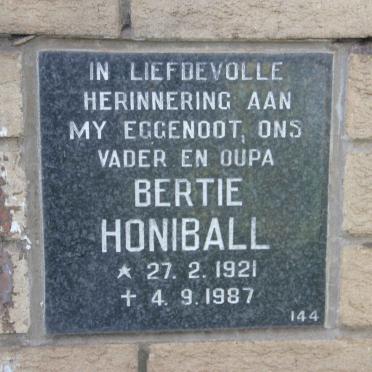 IN LIEFDEVOLLE
HERINNERING AAN
MY EGGENOOT, ONS
VADER EN OUPA
BERTIE
HONIBALL
★ 27. 2. 1921
✝ 4. 9. 1987
144